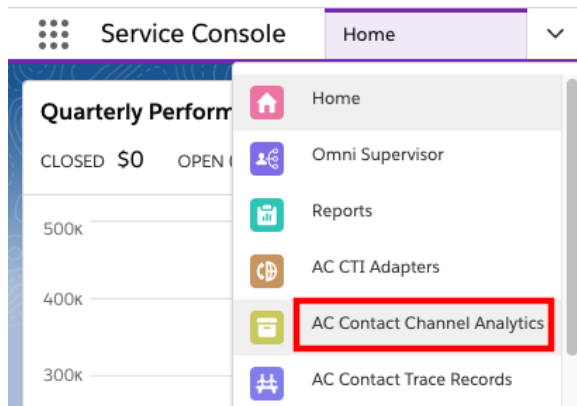 Service Console
Home
Quarterly Perform
CLOSED $0 OPEN (
500K
400K
300K
Home
Omni Supervisor
Reports
AC CTI Adapters
AC Contact Channel Analytics
AC Contact Trace Records